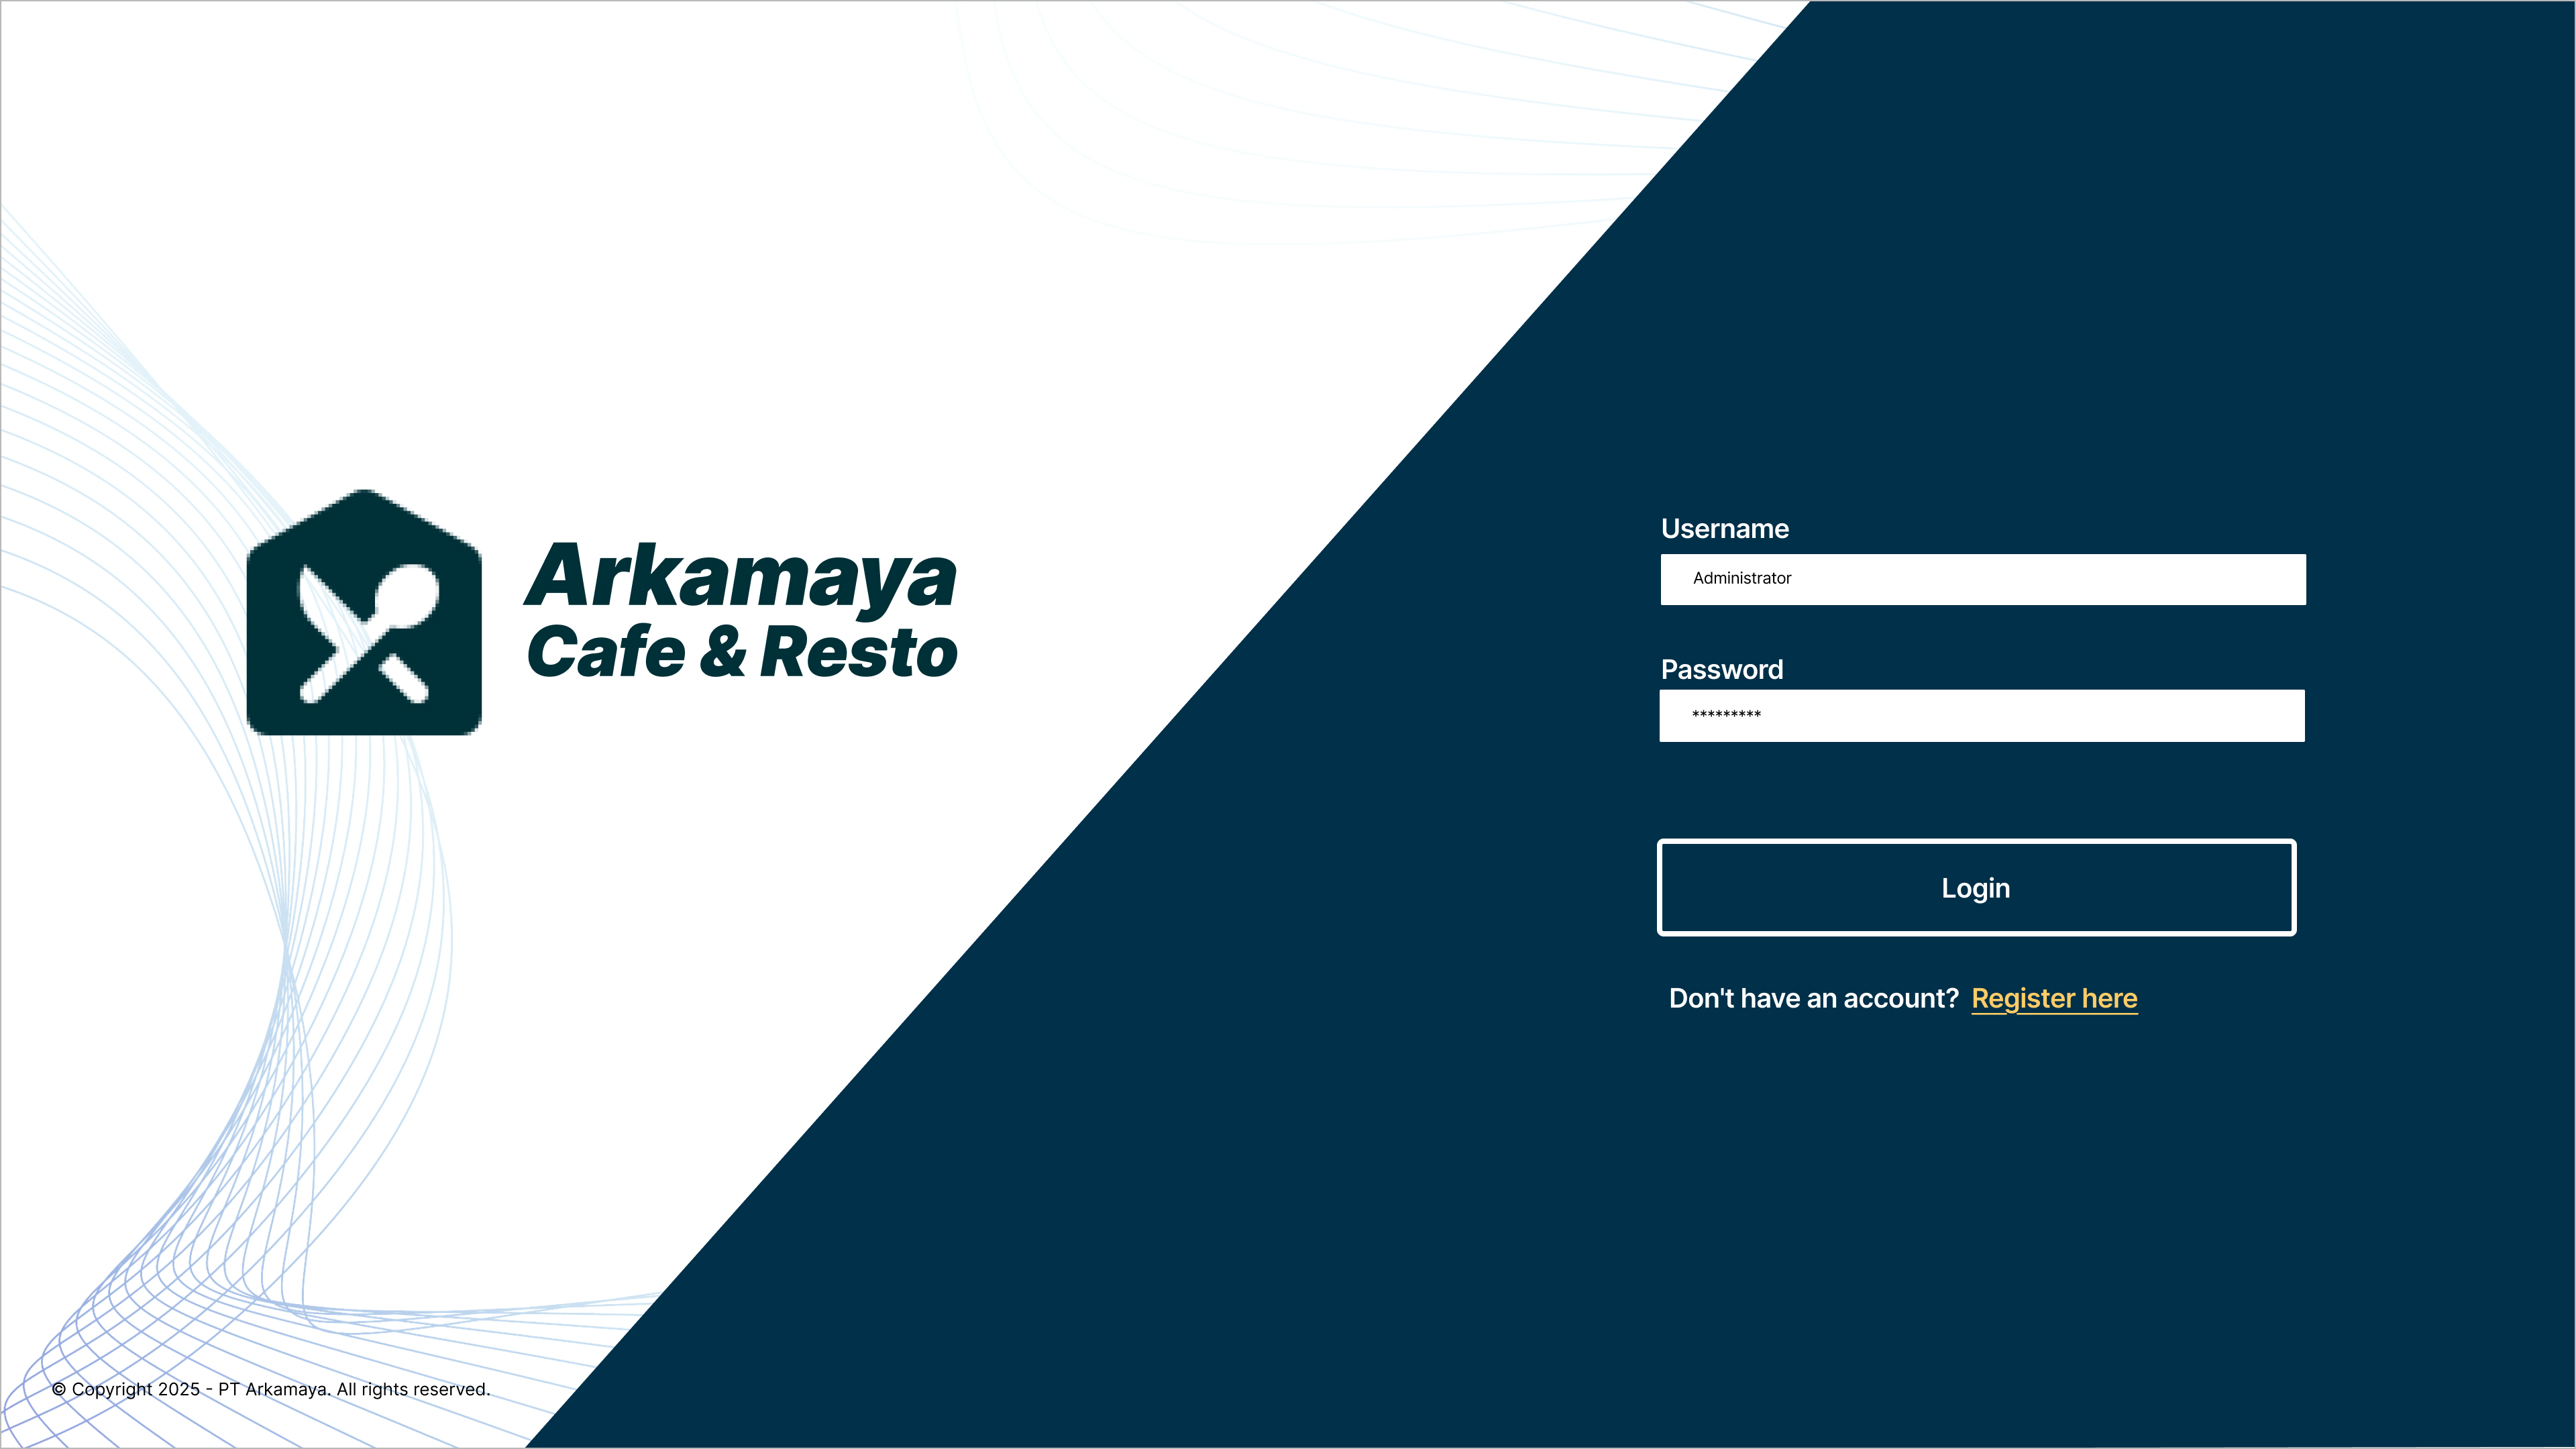 Arkamaya
Cafe & Resto
Username
Administrator
Password
*********
Login
Don't have an account? Register here
© Copyright 2025 - PT Arkamaya. All rights reserved.